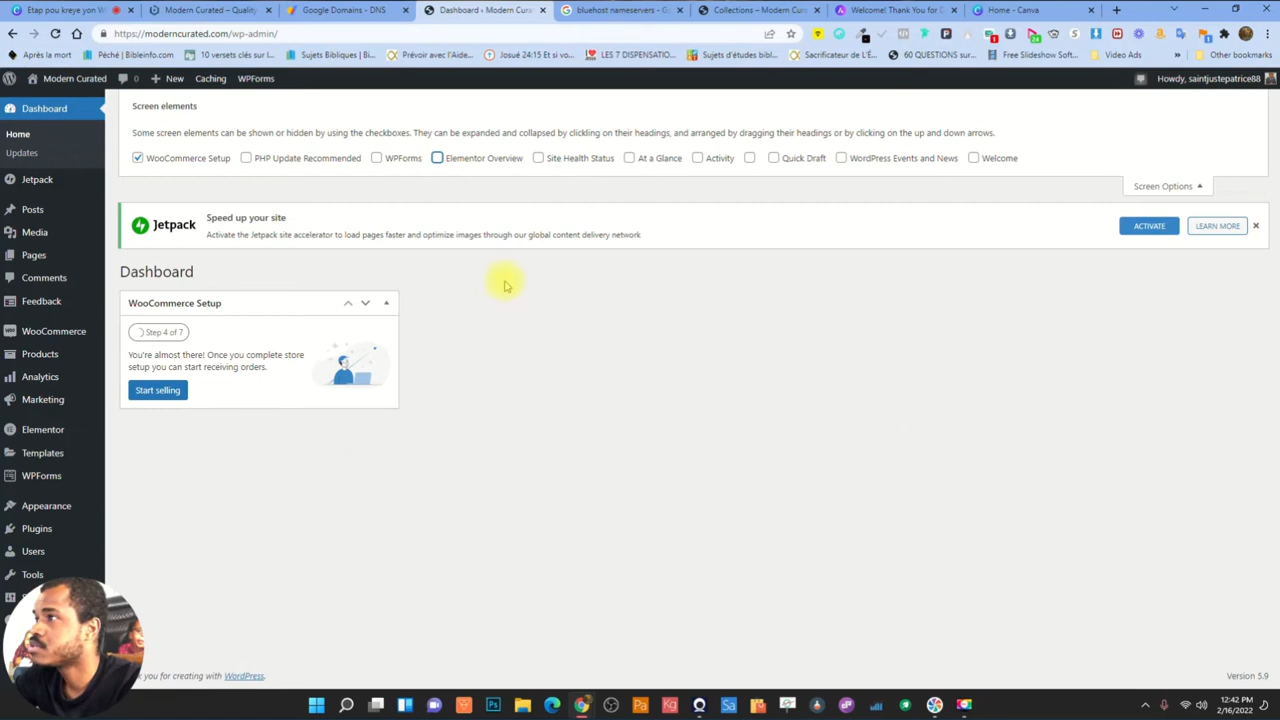 Etap pou kreye yon W
Modern Curated – Quality
Google Domains - DNS
Dashboard ‹ Modern Curated
bluehost nameservers - G
Collections – Modern Cur
Welcome! Thank You for D
Home - Canva
https://moderncurated.com/wp-admin/
Après la mort
Péché | Bibleinfo.com
10 versets clés sur l'...
Sujets Bibliques | Bi...
Prévoir avec l'Aide...
Josué 24:15 Et si vo...
LES 7 DISPENSATIO...
Sujets d'études bibl...
Sacrificateur de L'É...
60 QUESTIONS sur...
Free Slideshow Soft...
Video Ads
»
Other bookmarks
Modern Curated
0
New
Caching
WPForms
Howdy, saintjustepatrice88
Dashboard
Home
Updates
Jetpack
Posts
Media
Pages
Comments
Feedback
WooCommerce
Products
Analytics
Marketing
Elementor
Templates
WPForms
Appearance
Plugins
Users
Tools
Screen elements
Some screen elements can be shown or hidden by using the checkboxes. They can be expanded and collapsed by clickling on their headings, and arranged by dragging their headings or by clicking on the up and down arrows.
WooCommerce Setup
PHP Update Recommended
WPForms
Elementor Overview
Site Health Status
At a Glance
Activity
Quick Draft
WordPress Events and News
Welcome
Screen Options
Jetpack
Speed up your site
Activate the Jetpack site accelerator to load pages faster and optimize images through our global content delivery network
ACTIVATE
LEARN MORE
Dashboard
WooCommerce Setup
Step 4 of 7
You're almost there! Once you complete store
setup you can start receiving orders.
Start selling
you for creating with WordPress.
Version 5.9
12:42 PM
2/16/2022